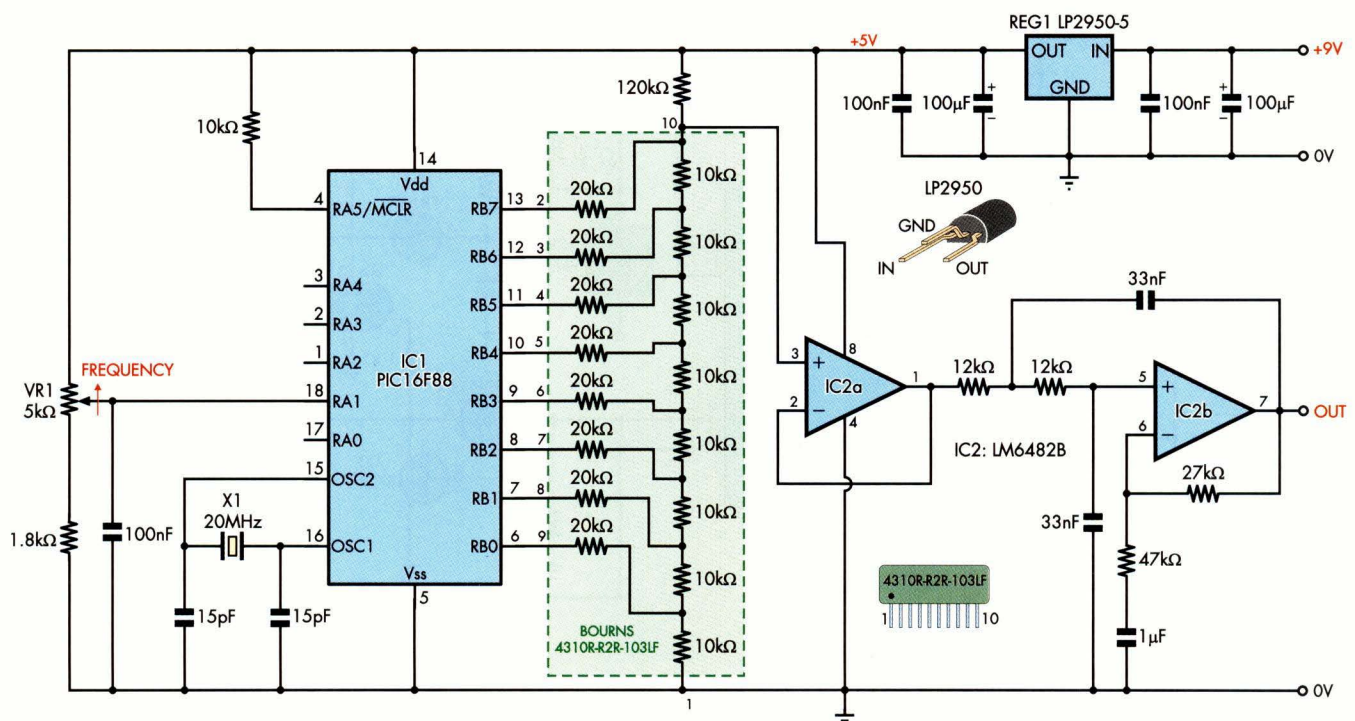 REG1 LP2950-5
+5V
OUT
IN
GND
+9V
120kΩ
100nF
100µF
+
–
100nF
100µF
+
–
10kΩ
10
0V
14
Vdd
4
RA5/MCLR
RB7
13
2
20kΩ
10kΩ
LP2950
GND
IN
OUT
RB6
12
3
20kΩ
10kΩ
3
RA4
RB5
11
4
20kΩ
10kΩ
33nF
2
RA3
RB4
10
5
20kΩ
10kΩ
1
RA2
IC1
PIC16F88
FREQUENCY
VR1
5kΩ
18
RA1
RB3
9
6
20kΩ
10kΩ
3
+
8
IC2a
1
2
–
4
12kΩ
12kΩ
5
+
IC2b
7
6
–
OUT
IC2: LM6482B
17
RA0
RB2
8
7
20kΩ
10kΩ
15
OSC2
27kΩ
RB1
7
8
20kΩ
10kΩ
X1
20MHz
1.8kΩ
100nF
16
OSC1
RB0
6
9
20kΩ
10kΩ
33nF
47kΩ
Vss
5
15pF
15pF
BOURNS
4310R-R2R-103LF
10kΩ
4310R-R2R-103LF
1
10
1µF
1
0V